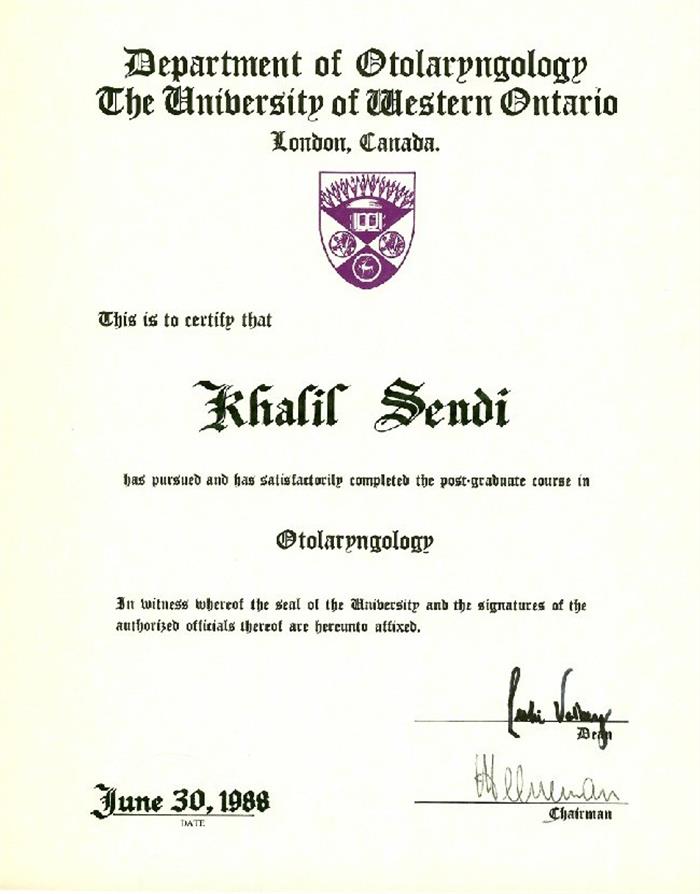 Department of Otolaryngology
The University of Western Ontario
London, Canada.
This is to certify that
Khalil Sendi
has pursued and has satisfactorily completed the post-graduate course in
Otolaryngology
In witness whereof the seal of the University and the signatures of the
authorized officials thereof are hereunto affixed.
Dean
June 30, 1988
DATE
Chairman